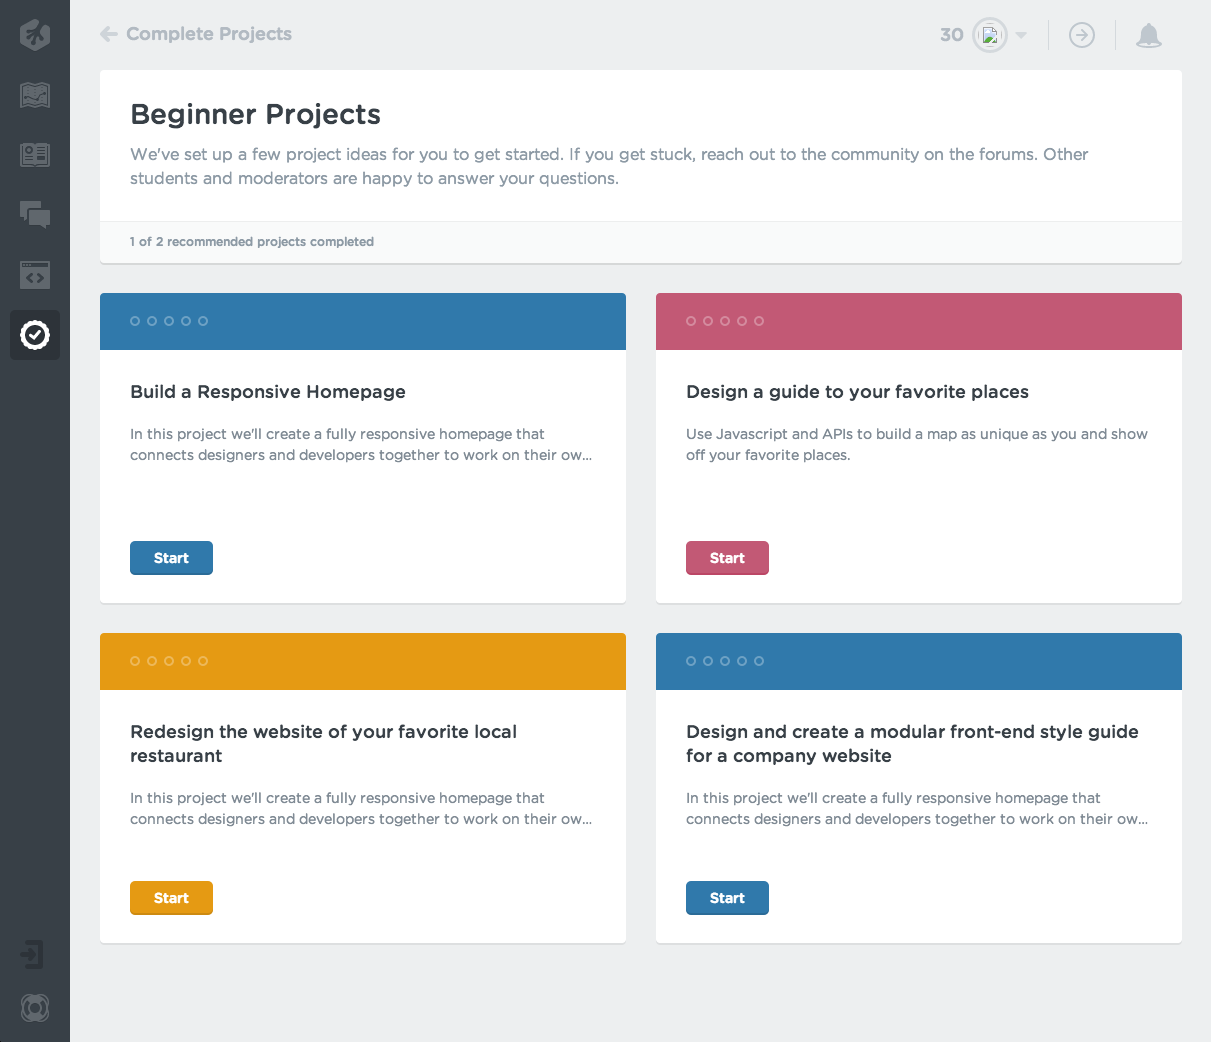 Complete Projects
30
Beginner Projects
We've set up a few project ideas for you to get started. If you get stuck, reach out to the community on the forums. Other
students and moderators are happy to answer your questions.
1 of 2 recommended projects completed
Build a Responsive Homepage
In this project we'll create a fully responsive homepage that
connects designers and developers together to work on their ow...
Start
Design a guide to your favorite places
Use Javascript and APIs to build a map as unique as you and show
off your favorite places.
Start
Redesign the website of your favorite local
restaurant
In this project we'll create a fully responsive homepage that
connects designers and developers together to work on their ow...
Start
Design and create a modular front-end style guide
for a company website
In this project we'll create a fully responsive homepage that
connects designers and developers together to work on their ow...
Start